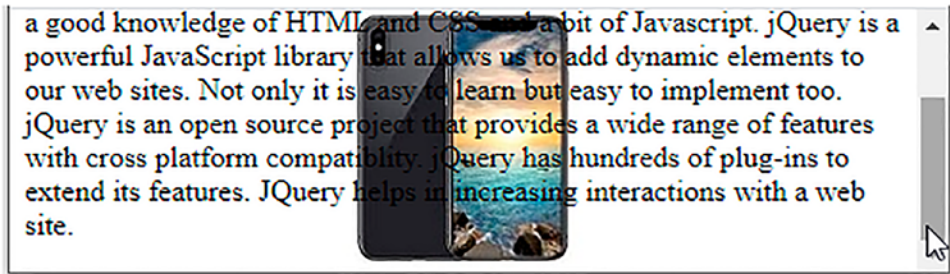 a good knowledge of HTML and CSS and a bit of Javascript. jQuery is a
powerful JavaScript library that allows us to add dynamic elements to
our web sites. Not only it is easy to learn but easy to implement too.
jQuery is an open source project that provides a wide range of features
with cross platform compatiblity. jQuery has hundreds of plug-ins to
extend its features. JQuery helps in increasing interactions with a web
site.